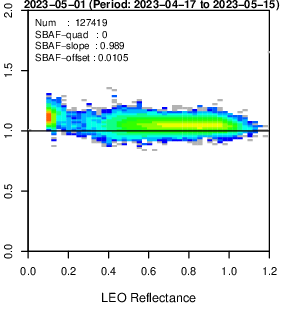 2023-05-01 (Period: 2023-04-17 to 2023-05-15)
Num : 127419
SBAF-quad : 0
SBAF-slope : 0.989
SBAF-offset : 0.0105
2.0
1.5
1.0
0.5
0.0
0.0 0.2 0.4 0.6 0.8 1.0 1.2
LEO Reflectance